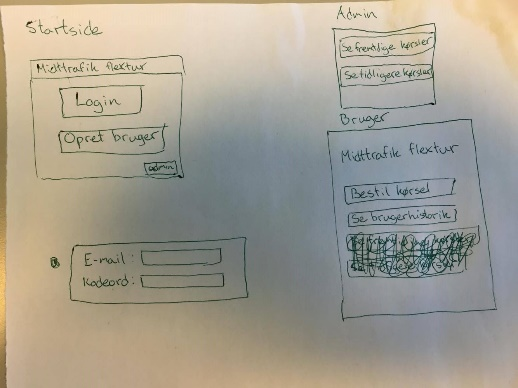 Startside
Midttrafik flextur
Login
Opret bruger
admin
E-mail:
Kodeord:
Admin
Se fremtidige kørsler
Se tidligere kørsler
Bruger
Midttrafik flextur
Bestil kørsel
Se brugerhistorik